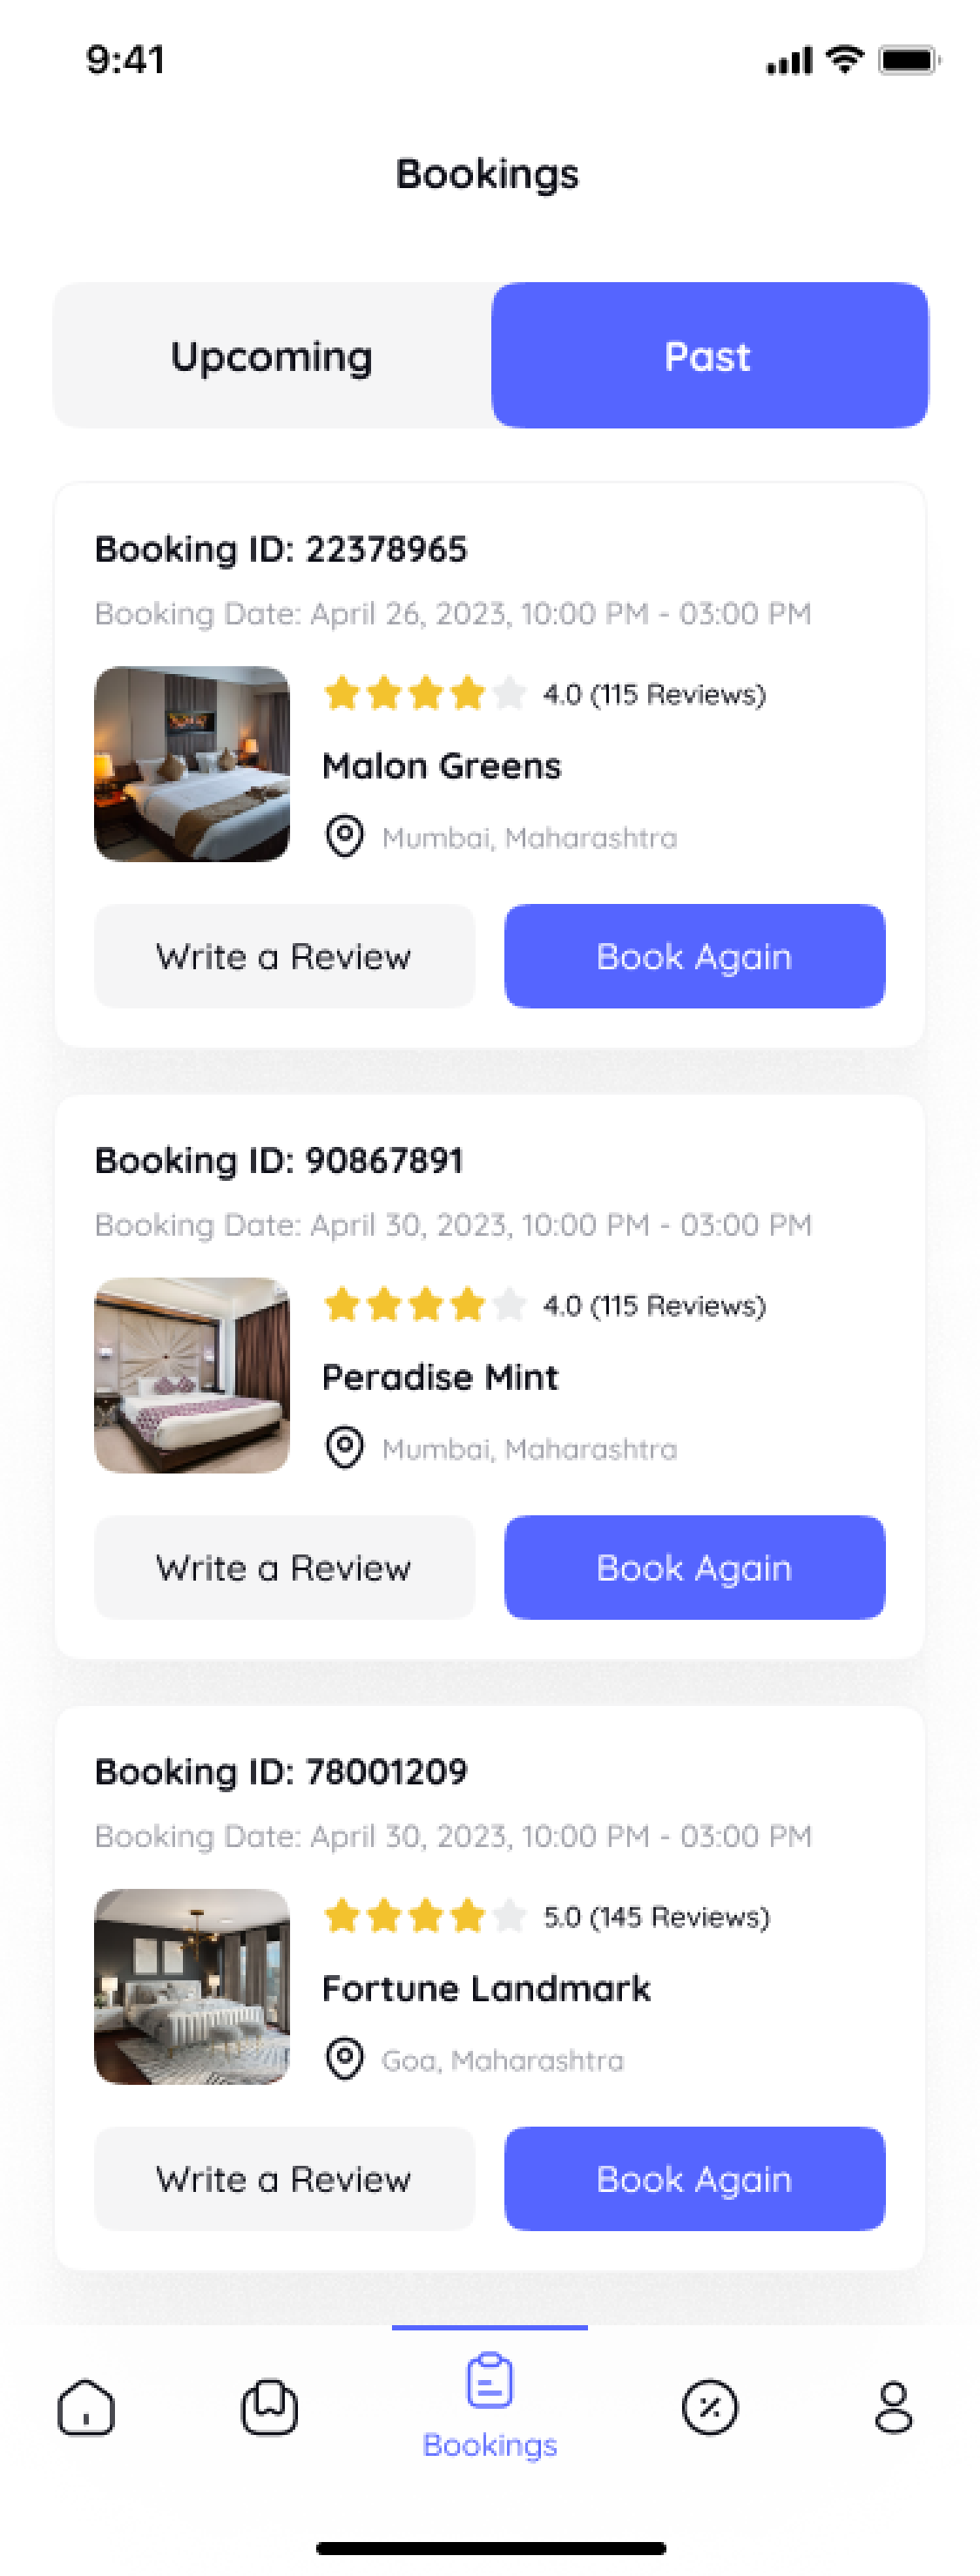 9:41
Bookings
Upcoming
Past
Booking ID: 22378965
Booking Date: April 26, 2023, 10:00 PM - 03:00 PM
4.0 (115 Reviews)
Malon Greens
Mumbai, Maharashtra
Write a Review
Book Again
Booking ID: 90867891
Booking Date: April 30, 2023, 10:00 PM - 03:00 PM
4.0 (115 Reviews)
Peradise Mint
Mumbai, Maharashtra
Write a Review
Book Again
Booking ID: 78001209
Booking Date: April 30, 2023, 10:00 PM - 03:00 PM
5.0 (145 Reviews)
Fortune Landmark
Goa, Maharashtra
Write a Review
Book Again
Bookings